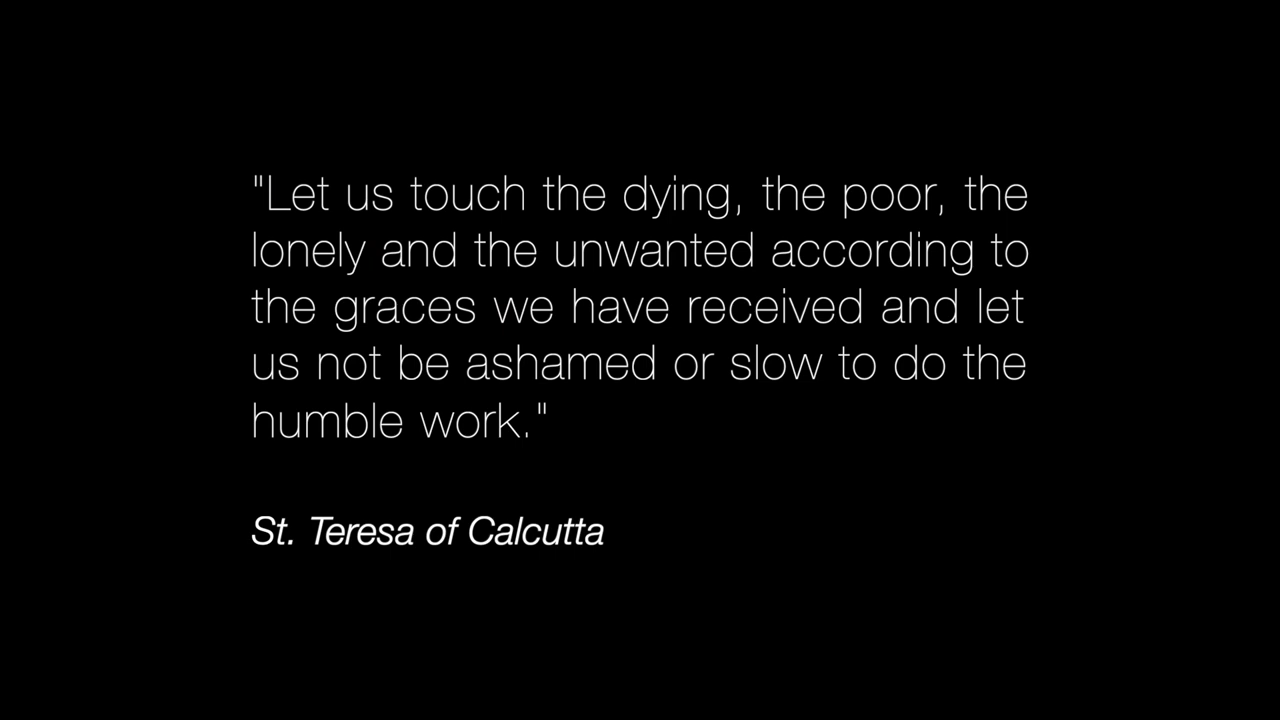 "Let us touch the dying, the poor, the
lonely and the unwanted according to
the graces we have received and let
us not be ashamed or slow to do the
humble work."
St. Teresa of Calcutta